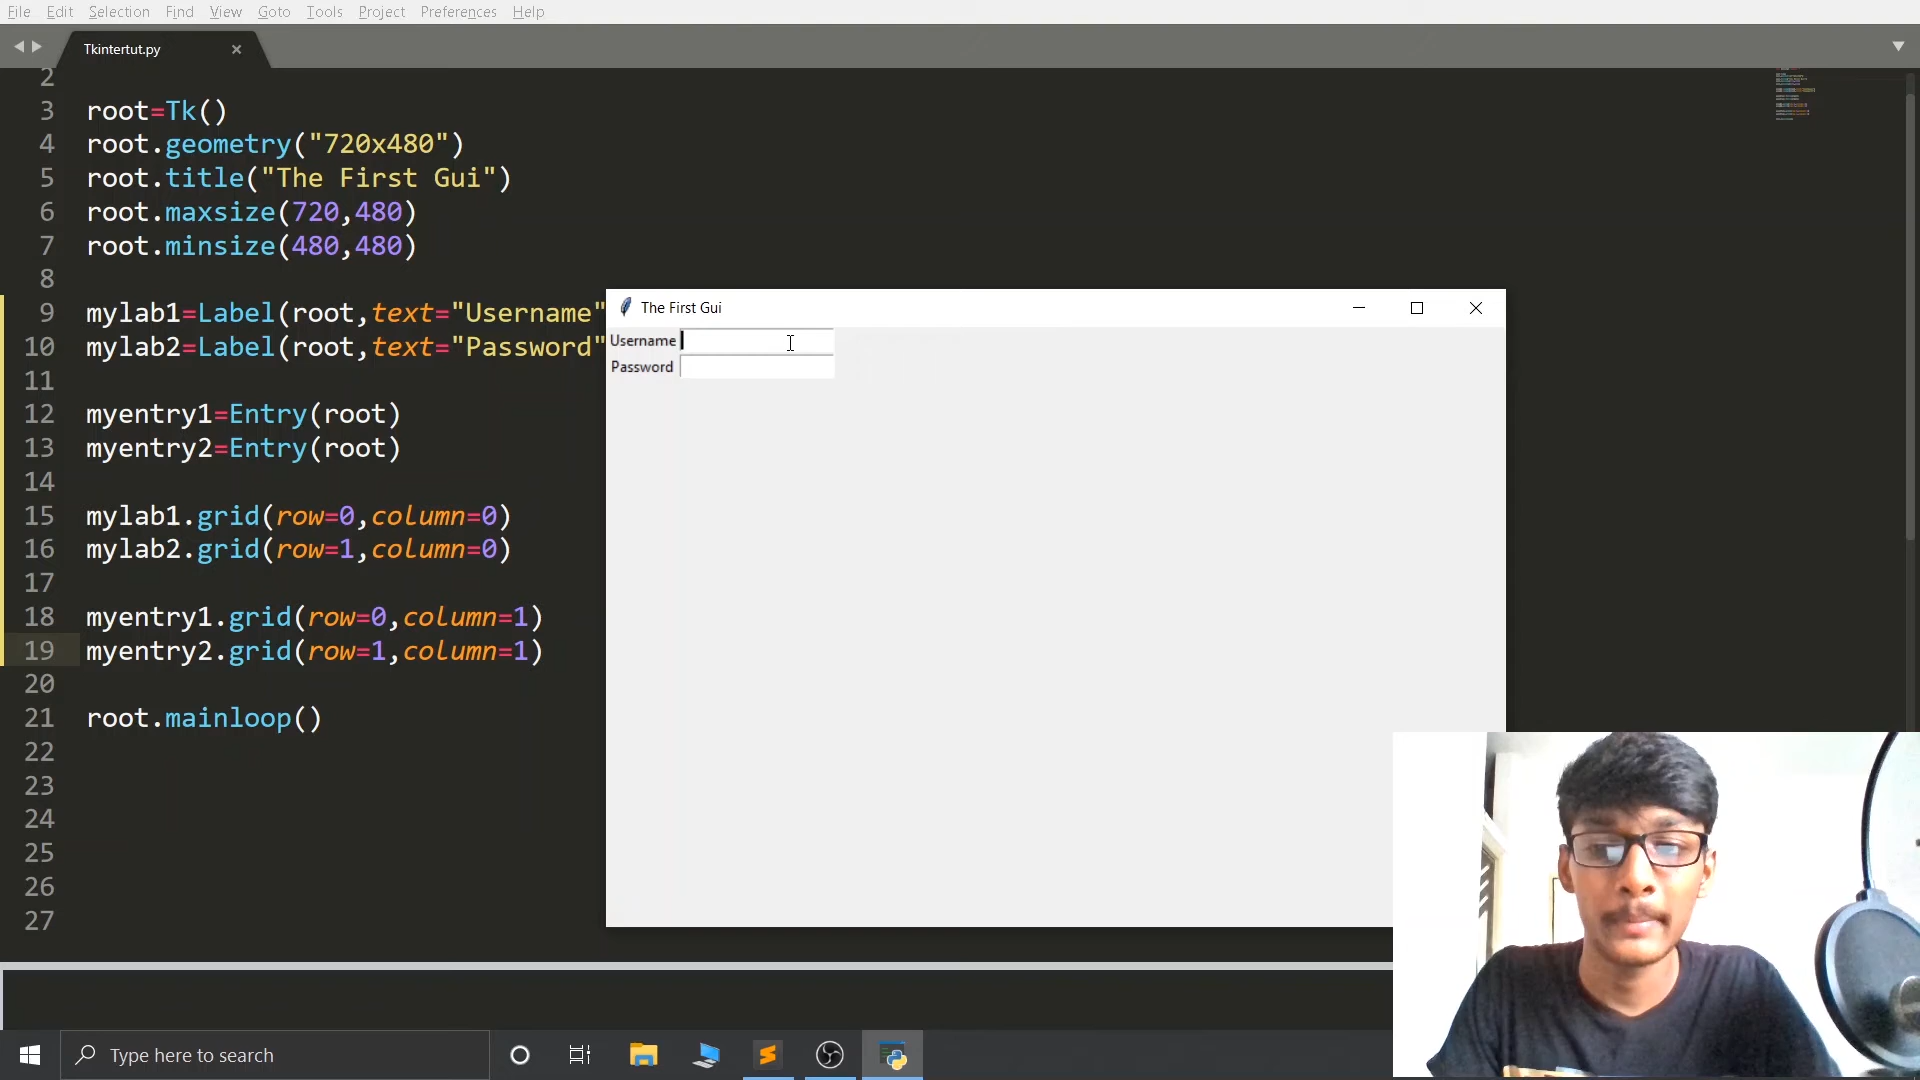 File Edit Selection Find View Goto Tools Project Preferences Help
Tkintertut.py
2
3 root=Tk()
4 root.geometry("720x480")
5 root.title("The First Gui")
6 root.maxsize(720,480)
7 root.minsize(480,480)
8
9 mylab1=Label(root,text="Username"
10 mylab2=Label(root,text="Password"
11
12 myentry1=Entry(root)
13 myentry2=Entry(root)
14
15 mylab1.grid(row=0,column=0)
16 mylab2.grid(row=1,column=0)
17
18 myentry1.grid(row=0,column=1)
19 myentry2.grid(row=1,column=1)
20
21 root.mainloop()
22
23
24
25
26
27
The First Gui
Username
Password
Type here to search